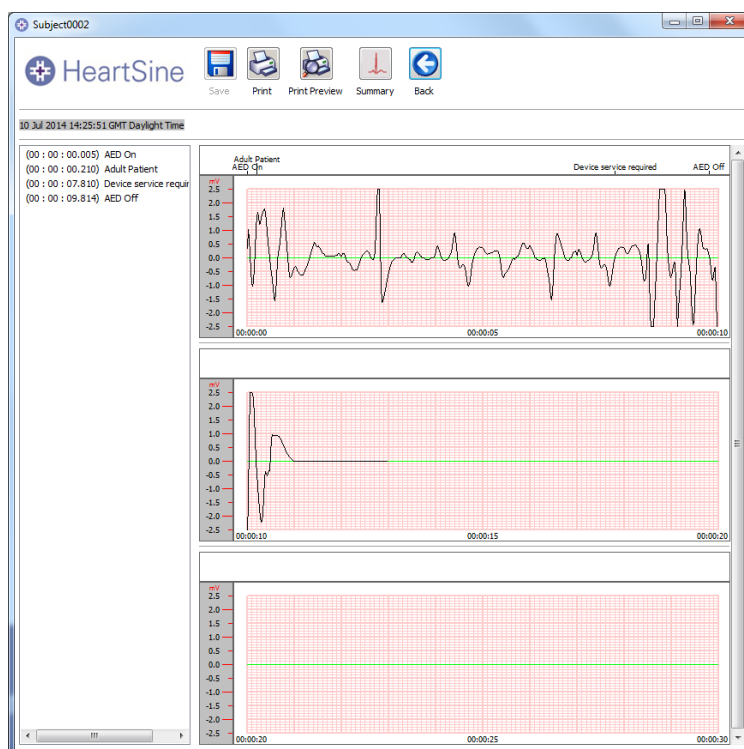 Subject0002
HeartSine
Save Print Print Preview Summary Back
10 Jul 2014 14:25:51 GMT Daylight Time
(00 : 00 : 00.005) AED On
(00 : 00 : 00.210) Adult Patient
(00 : 00 : 07.810) Device service requir
(00 : 00 : 09.814) AED Off
Adult Patient
AED On Device service required AED Off
mV
2.5
2.0
1.5
1.0
0.5
0.0
-0.5
-1.0
-1.5
-2.0
-2.5
00:00:00 00:00:05 00:00:10
mV
2.5
2.0
1.5
1.0
0.5
0.0
-0.5
-1.0
-1.5
-2.0
-2.5
00:00:10 00:00:15 00:00:20
mV
2.5
2.0
1.5
1.0
0.5
0.0
-0.5
-1.0
-1.5
-2.0
-2.5
00:00:20 00:00:25 00:00:30